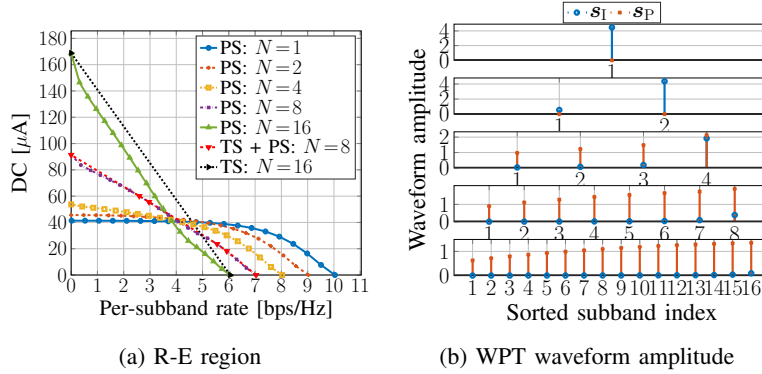 DC [μA]
180
160
140
120
100
80
60
40
20
0
0 1 2 3 4 5 6 7 8 9 10 11
Per-subband rate [bps/Hz]
PS: N = 1
PS: N = 2
PS: N = 4
PS: N = 8
PS: N = 16
TS + PS: N = 8
TS: N = 16
(a) R-E region
s_I s_P
Waveform amplitude
4
2
0
1
4
2
0
1 2
2
1
0
1 2 3 4
1
0
1 2 3 4 5 6 7 8
1
0
1 2 3 4 5 6 7 8 9 10 11 12 13 14 15 16
Sorted subband index
(b) WPT waveform amplitude